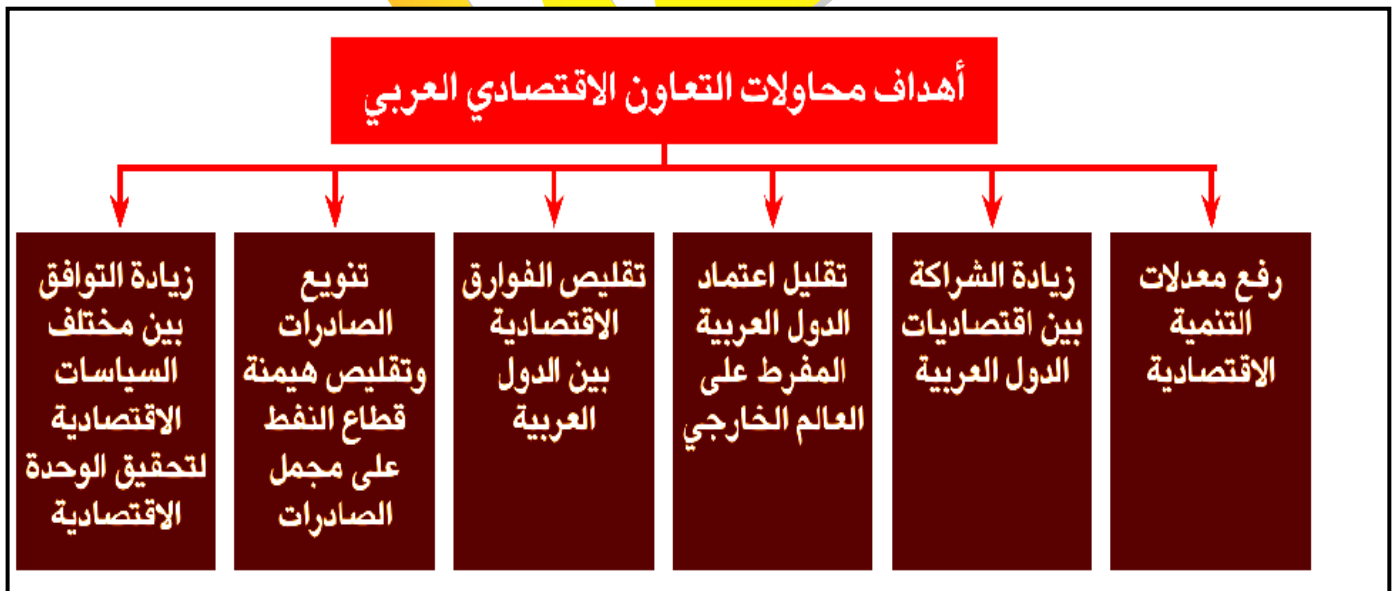 أهداف محاولات التعاون الاقتصادي العربي
رفع معدلات
التنمية
الاقتصادية
زيادة الشراكة
بين اقتصاديات
الدول العربية
تقليل اعتماد
الدول العربية
المفرط على
العالم الخارجي
تقليص الفوارق
الاقتصادية
بين الدول
العربية
تنويع
الصادرات
وتقليص هيمنة
قطاع النفط
على مجمل
الصادرات
زيادة التوافق
بين مختلف
السياسات
الاقتصادية
لتحقيق الوحدة
الاقتصادية